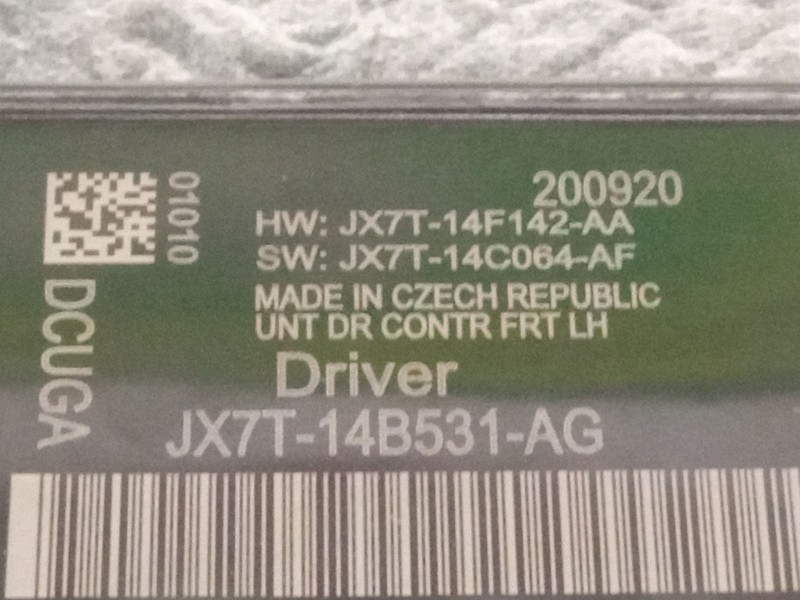 200920
01010
HW: JX7T-14F142-AA
SW: JX7T-14C064-AF
MADE IN CZECH REPUBLIC
UNT DR CONTR FRT LH
DCUGA
Driver
JX7T-14B531-AG